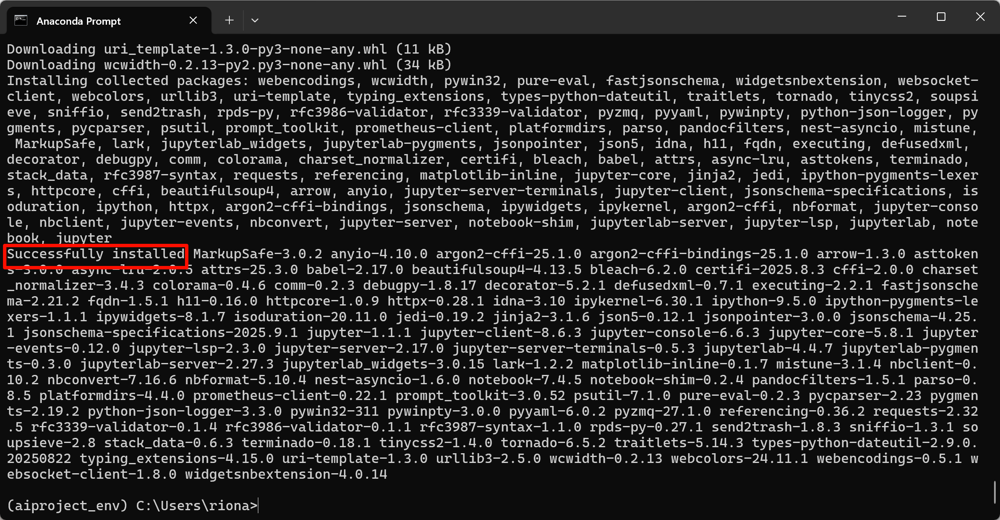 Anaconda Prompt
Downloading uri_template-1.3.0-py3-none-any.whl (11 kB)
Downloading wcwidth-0.2.13-py2.py3-none-any.whl (34 kB)
Installing collected packages: webencodings, wcwidth, pywin32, pure-eval, fastjsonschema, widgetsnbextension, websocket-
client, webcolors, urllib3, uri-template, typing_extensions, types-python-dateutil, traitlets, tornado, tinycss2, soupsi
eve, sniffio, send2trash, rpds-py, rfc3986-validator, rfc3339-validator, pyzmq, pyyaml, pywinpty, python-json-logger, py
gments, pycparser, psutil, prompt_toolkit, prometheus-client, platformdirs, parso, pandocfilters, nest-asyncio, mistune,
 MarkupSafe, lark, jupyterlab_widgets, jupyterlab-pygments, jsonpointer, json5, idna, h11, fqdn, executing, defusedxml,
decorator, debugpy, comm, colorama, charset_normalizer, certifi, bleach, babel, attrs, async-lru, asttokens, terminado,
stack_data, rfc3987-syntax, requests, referencing, matplotlib-inline, jupyter-core, jinja2, jedi, ipython-pygments-lexer
s, httpcore, cffi, beautifulsoup4, arrow, anyio, jupyter-server-terminals, jupyter-client, jsonschema-specifications, is
oduration, ipython, httpx, argon2-cffi-bindings, jsonschema, ipywidgets, ipykernel, argon2-cffi, nbformat, jupyter-conso
le, nbclient, jupyter-events, nbconvert, jupyter-server, notebook-shim, jupyterlab-server, jupyter-lsp, jupyterlab, note
book, jupyter
Successfully installed MarkupSafe-3.0.2 anyio-4.10.0 argon2-cffi-25.1.0 argon2-cffi-bindings-25.1.0 arrow-1.3.0 asttoken
s-3.0.0 async-lru-2.0.5 attrs-25.3.0 babel-2.17.0 beautifulsoup4-4.13.5 bleach-6.2.0 certifi-2025.8.3 cffi-2.0.0 charset
_normalizer-3.4.3 colorama-0.4.6 comm-0.2.3 debugpy-1.8.17 decorator-5.2.1 defusedxml-0.7.1 executing-2.2.1 fastjsonsche
ma-2.21.2 fqdn-1.5.1 h11-0.16.0 httpcore-1.0.9 httpx-0.28.1 idna-3.10 ipykernel-6.30.1 ipython-9.5.0 ipython-pygments-le
xers-1.1.1 ipywidgets-8.1.7 isoduration-20.11.0 jedi-0.19.2 jinja2-3.1.6 json5-0.12.1 jsonpointer-3.0.0 jsonschema-4.25.
1 jsonschema-specifications-2025.9.1 jupyter-1.1.1 jupyter-client-8.6.3 jupyter-console-6.6.3 jupyter-core-5.8.1 jupyter
-events-0.12.0 jupyter-lsp-2.3.0 jupyter-server-2.17.0 jupyter-server-terminals-0.5.3 jupyterlab-4.4.7 jupyterlab-pygmen
ts-0.3.0 jupyterlab-server-2.27.3 jupyterlab_widgets-3.0.15 lark-1.2.2 matplotlib-inline-0.1.7 mistune-3.1.4 nbclient-0.
10.2 nbconvert-7.16.6 nbformat-5.10.4 nest-asyncio-1.6.0 notebook-7.4.5 notebook-shim-0.2.4 pandocfilters-1.5.1 parso-0.
8.5 platformdirs-4.4.0 prometheus-client-0.22.1 prompt_toolkit-3.0.52 psutil-7.1.0 pure-eval-0.2.3 pycparser-2.23 pygmen
ts-2.19.2 python-json-logger-3.3.0 pywin32-311 pywinpty-3.0.0 pyyaml-6.0.2 pyzmq-27.1.0 referencing-0.36.2 requests-2.32
.5 rfc3339-validator-0.1.4 rfc3986-validator-0.1.1 rfc3987-syntax-1.1.0 rpds-py-0.27.1 send2trash-1.8.3 sniffio-1.3.1 so
upsieve-2.8 stack_data-0.6.3 terminado-0.18.1 tinycss2-1.4.0 tornado-6.5.2 traitlets-5.14.3 types-python-dateutil-2.9.0.
20250822 typing_extensions-4.15.0 uri-template-1.3.0 urllib3-2.5.0 wcwidth-0.2.13 webcolors-24.11.1 webencodings-0.5.1 w
ebsocket-client-1.8.0 widgetsnbextension-4.0.14
(aiproject_env) C:\Users\riona>